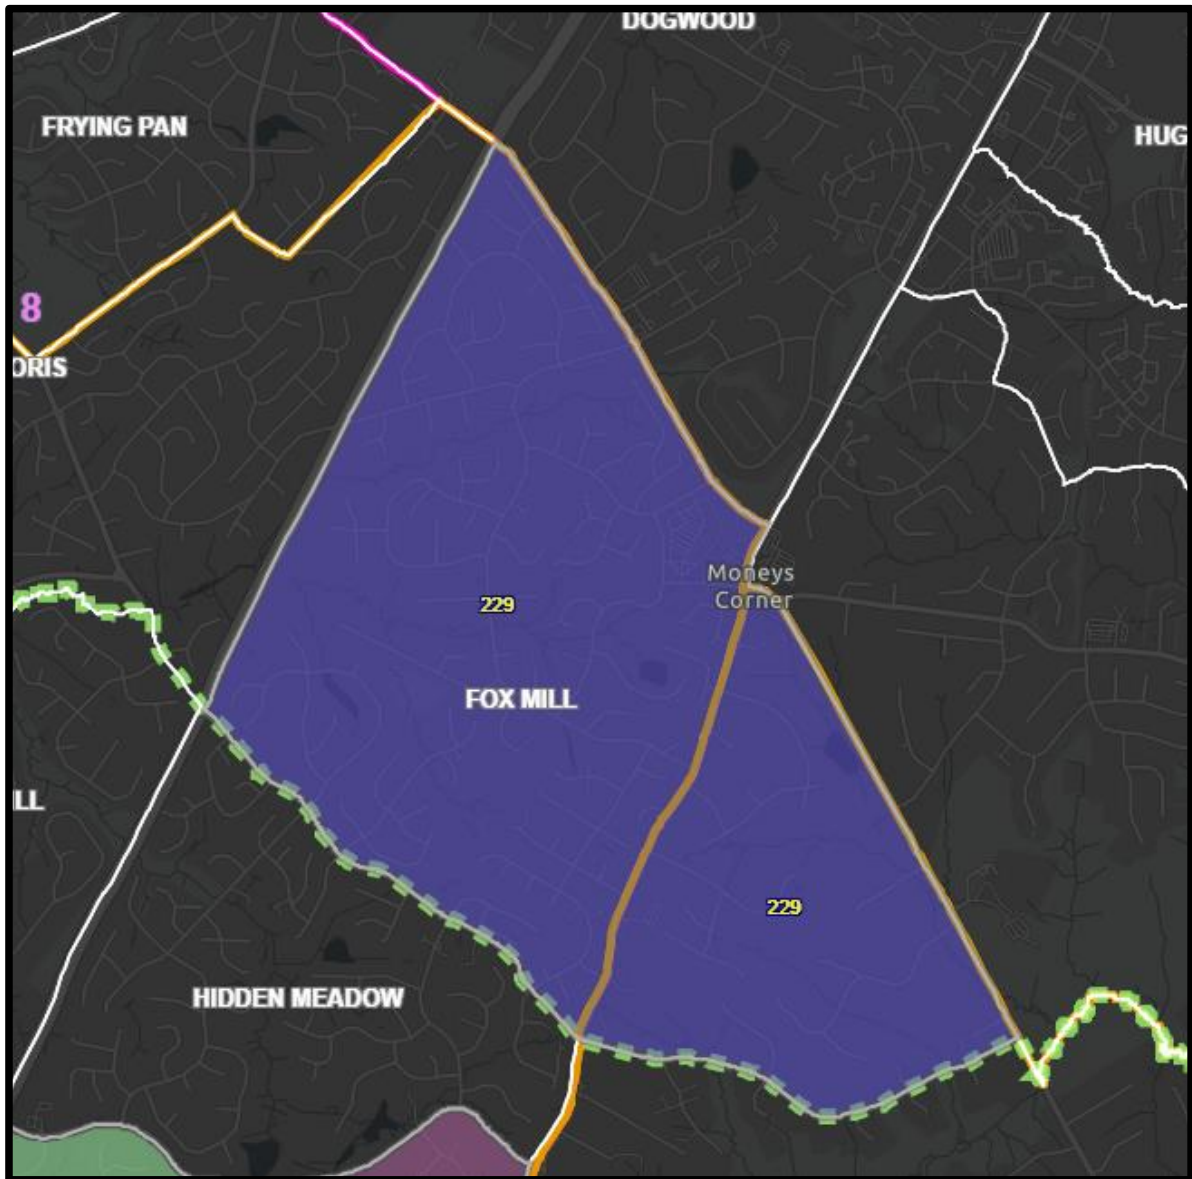 DOGWOOD
FRYING PAN
HUG
8
ORIS
Moneys
Corner
229
FOX MILL
LL
229
HIDDEN MEADOW